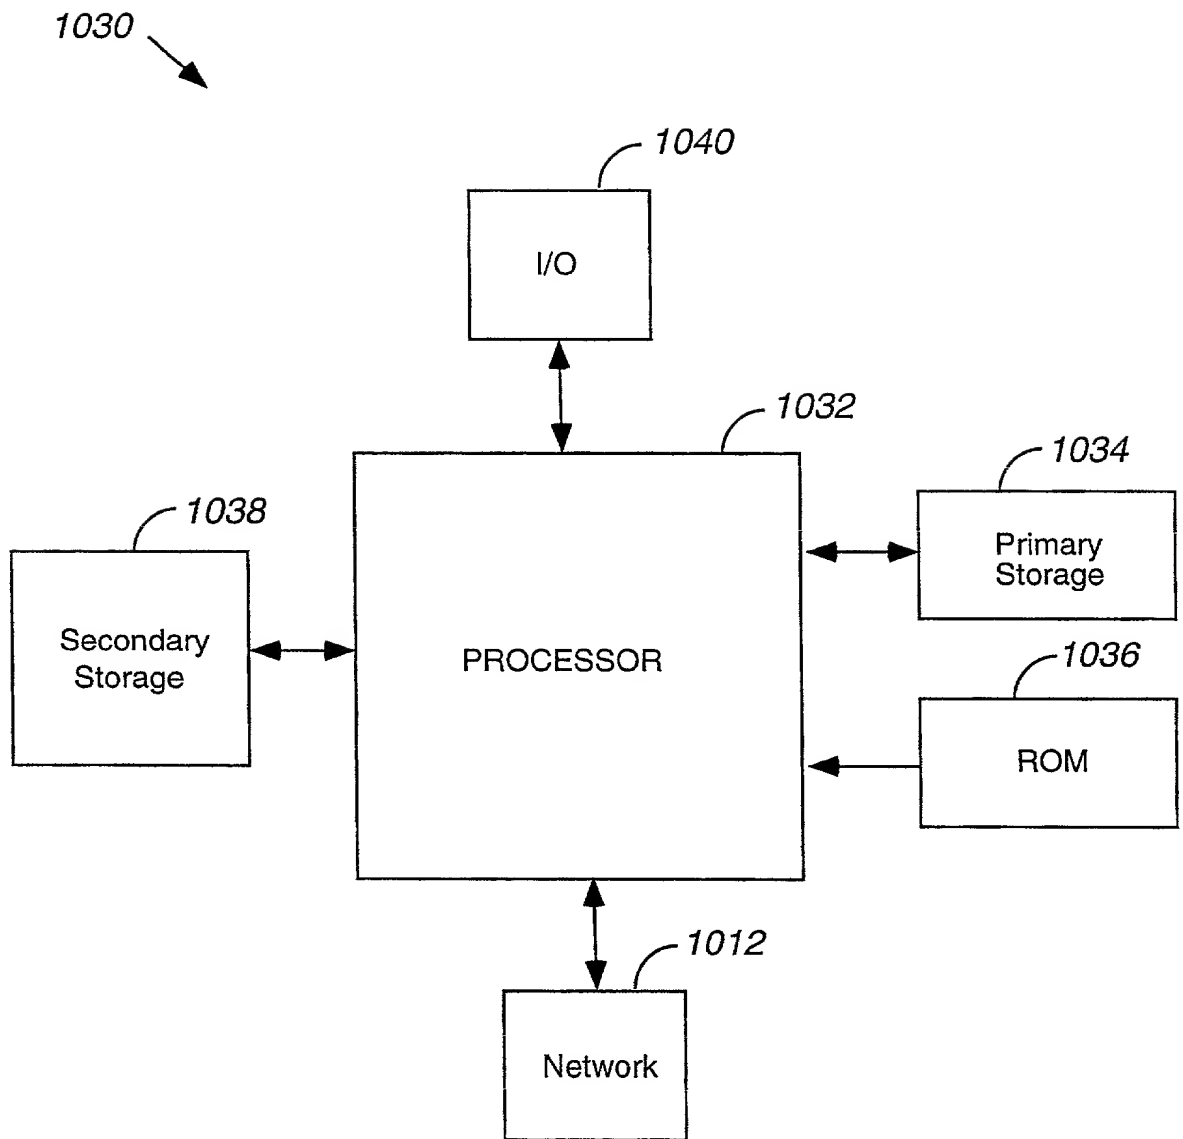 1030
1040
I/O
1032
1034
1038
Primary
Storage
Secondary
Storage
PROCESSOR
1036
ROM
1012
Network